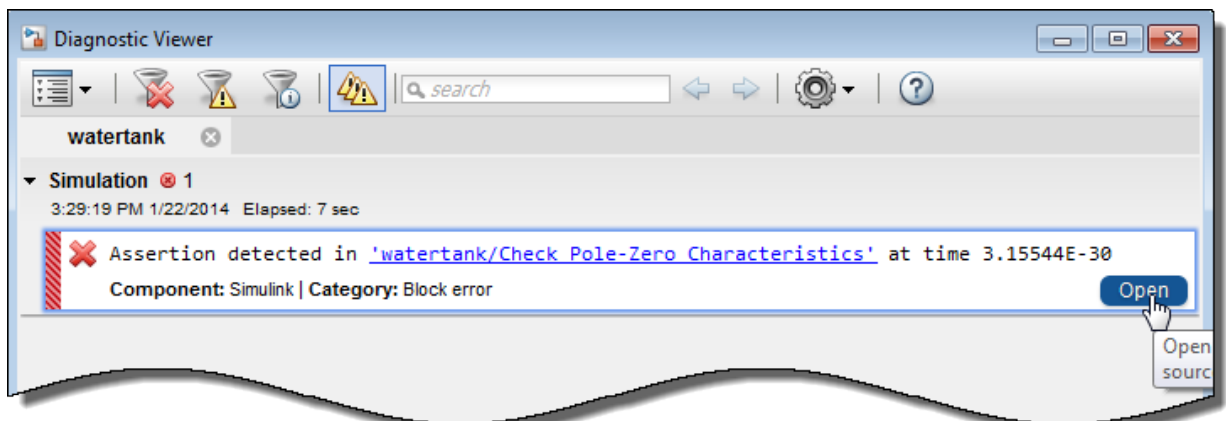 Diagnostic Viewer
search
watertank
Simulation 1
3:29:19 PM 1/22/2014 Elapsed: 7 sec
Assertion detected in 'watertank/Check Pole-Zero Characteristics' at time 3.15544E-30
Component: Simulink | Category: Block error
Open
Open
sourc